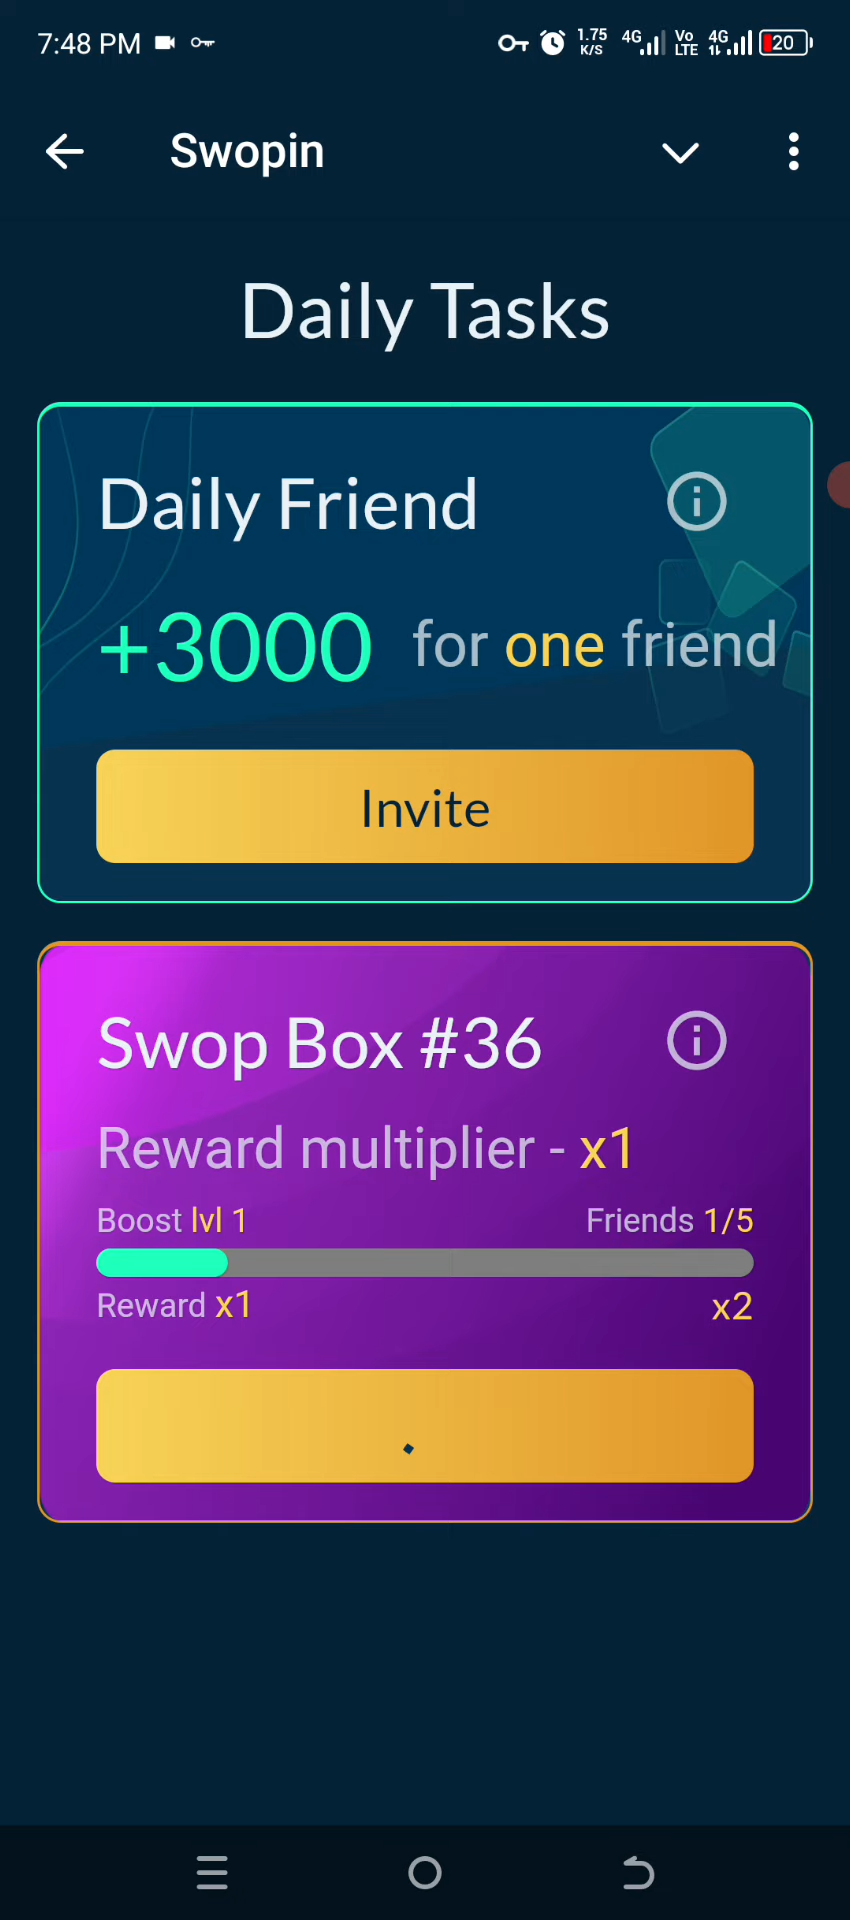 7:48 PM 1.75 K/S 4G Vo LTE 4G 20
Swopin
Daily Tasks
Daily Friend
+3000 for one friend
Invite
Swop Box #36
Reward multiplier - x1
Boost lvl 1 Friends 1/5
Reward x1 x2